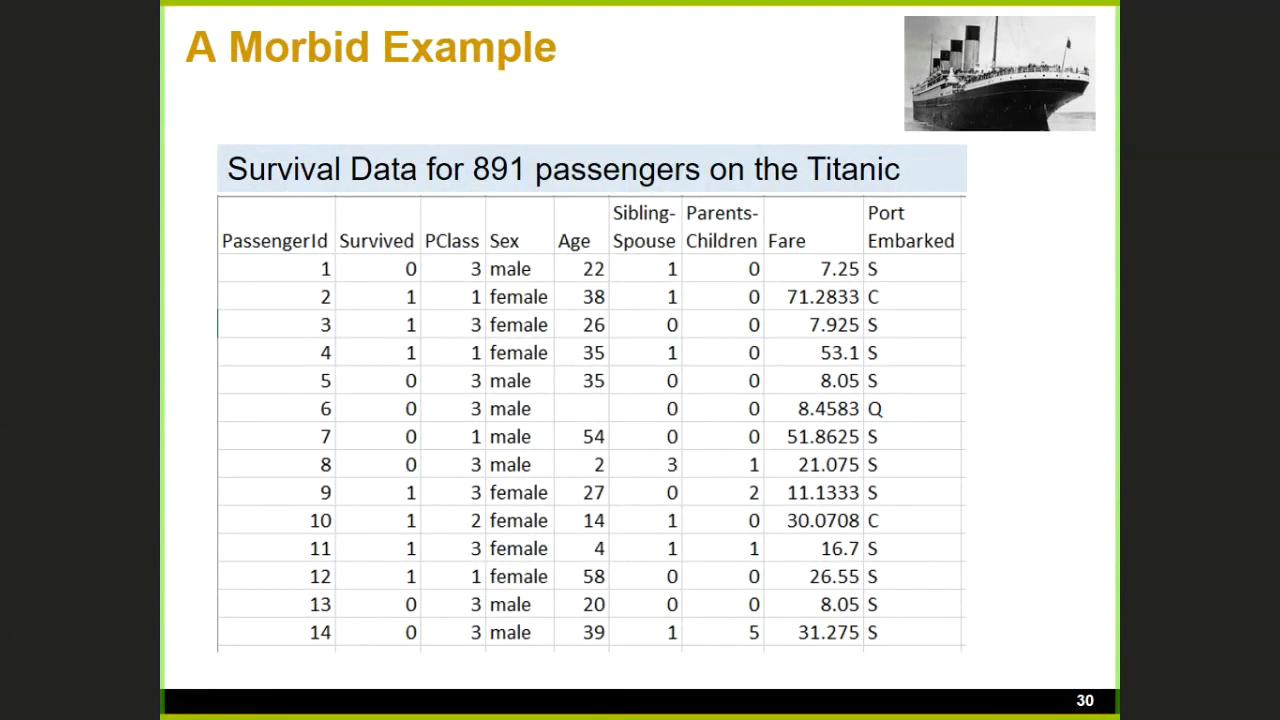 A Morbid Example
Survival Data for 891 passengers on the Titanic
Sibling- Parents- Port
PassengerId Survived PClass Sex Age Spouse Children Fare Embarked
1 0 3 male 22 1 0 7.25 S
2 1 1 female 38 1 0 71.2833 C
3 1 3 female 26 0 0 7.925 S
4 1 1 female 35 1 0 53.1 S
5 0 3 male 35 0 0 8.05 S
6 0 3 male 0 0 8.4583 Q
7 0 1 male 54 0 0 51.8625 S
8 0 3 male 2 3 1 21.075 S
9 1 3 female 27 0 2 11.1333 S
10 1 2 female 14 1 0 30.0708 C
11 1 3 female 4 1 1 16.7 S
12 1 1 female 58 0 0 26.55 S
13 0 3 male 20 0 0 8.05 S
14 0 3 male 39 1 5 31.275 S
30